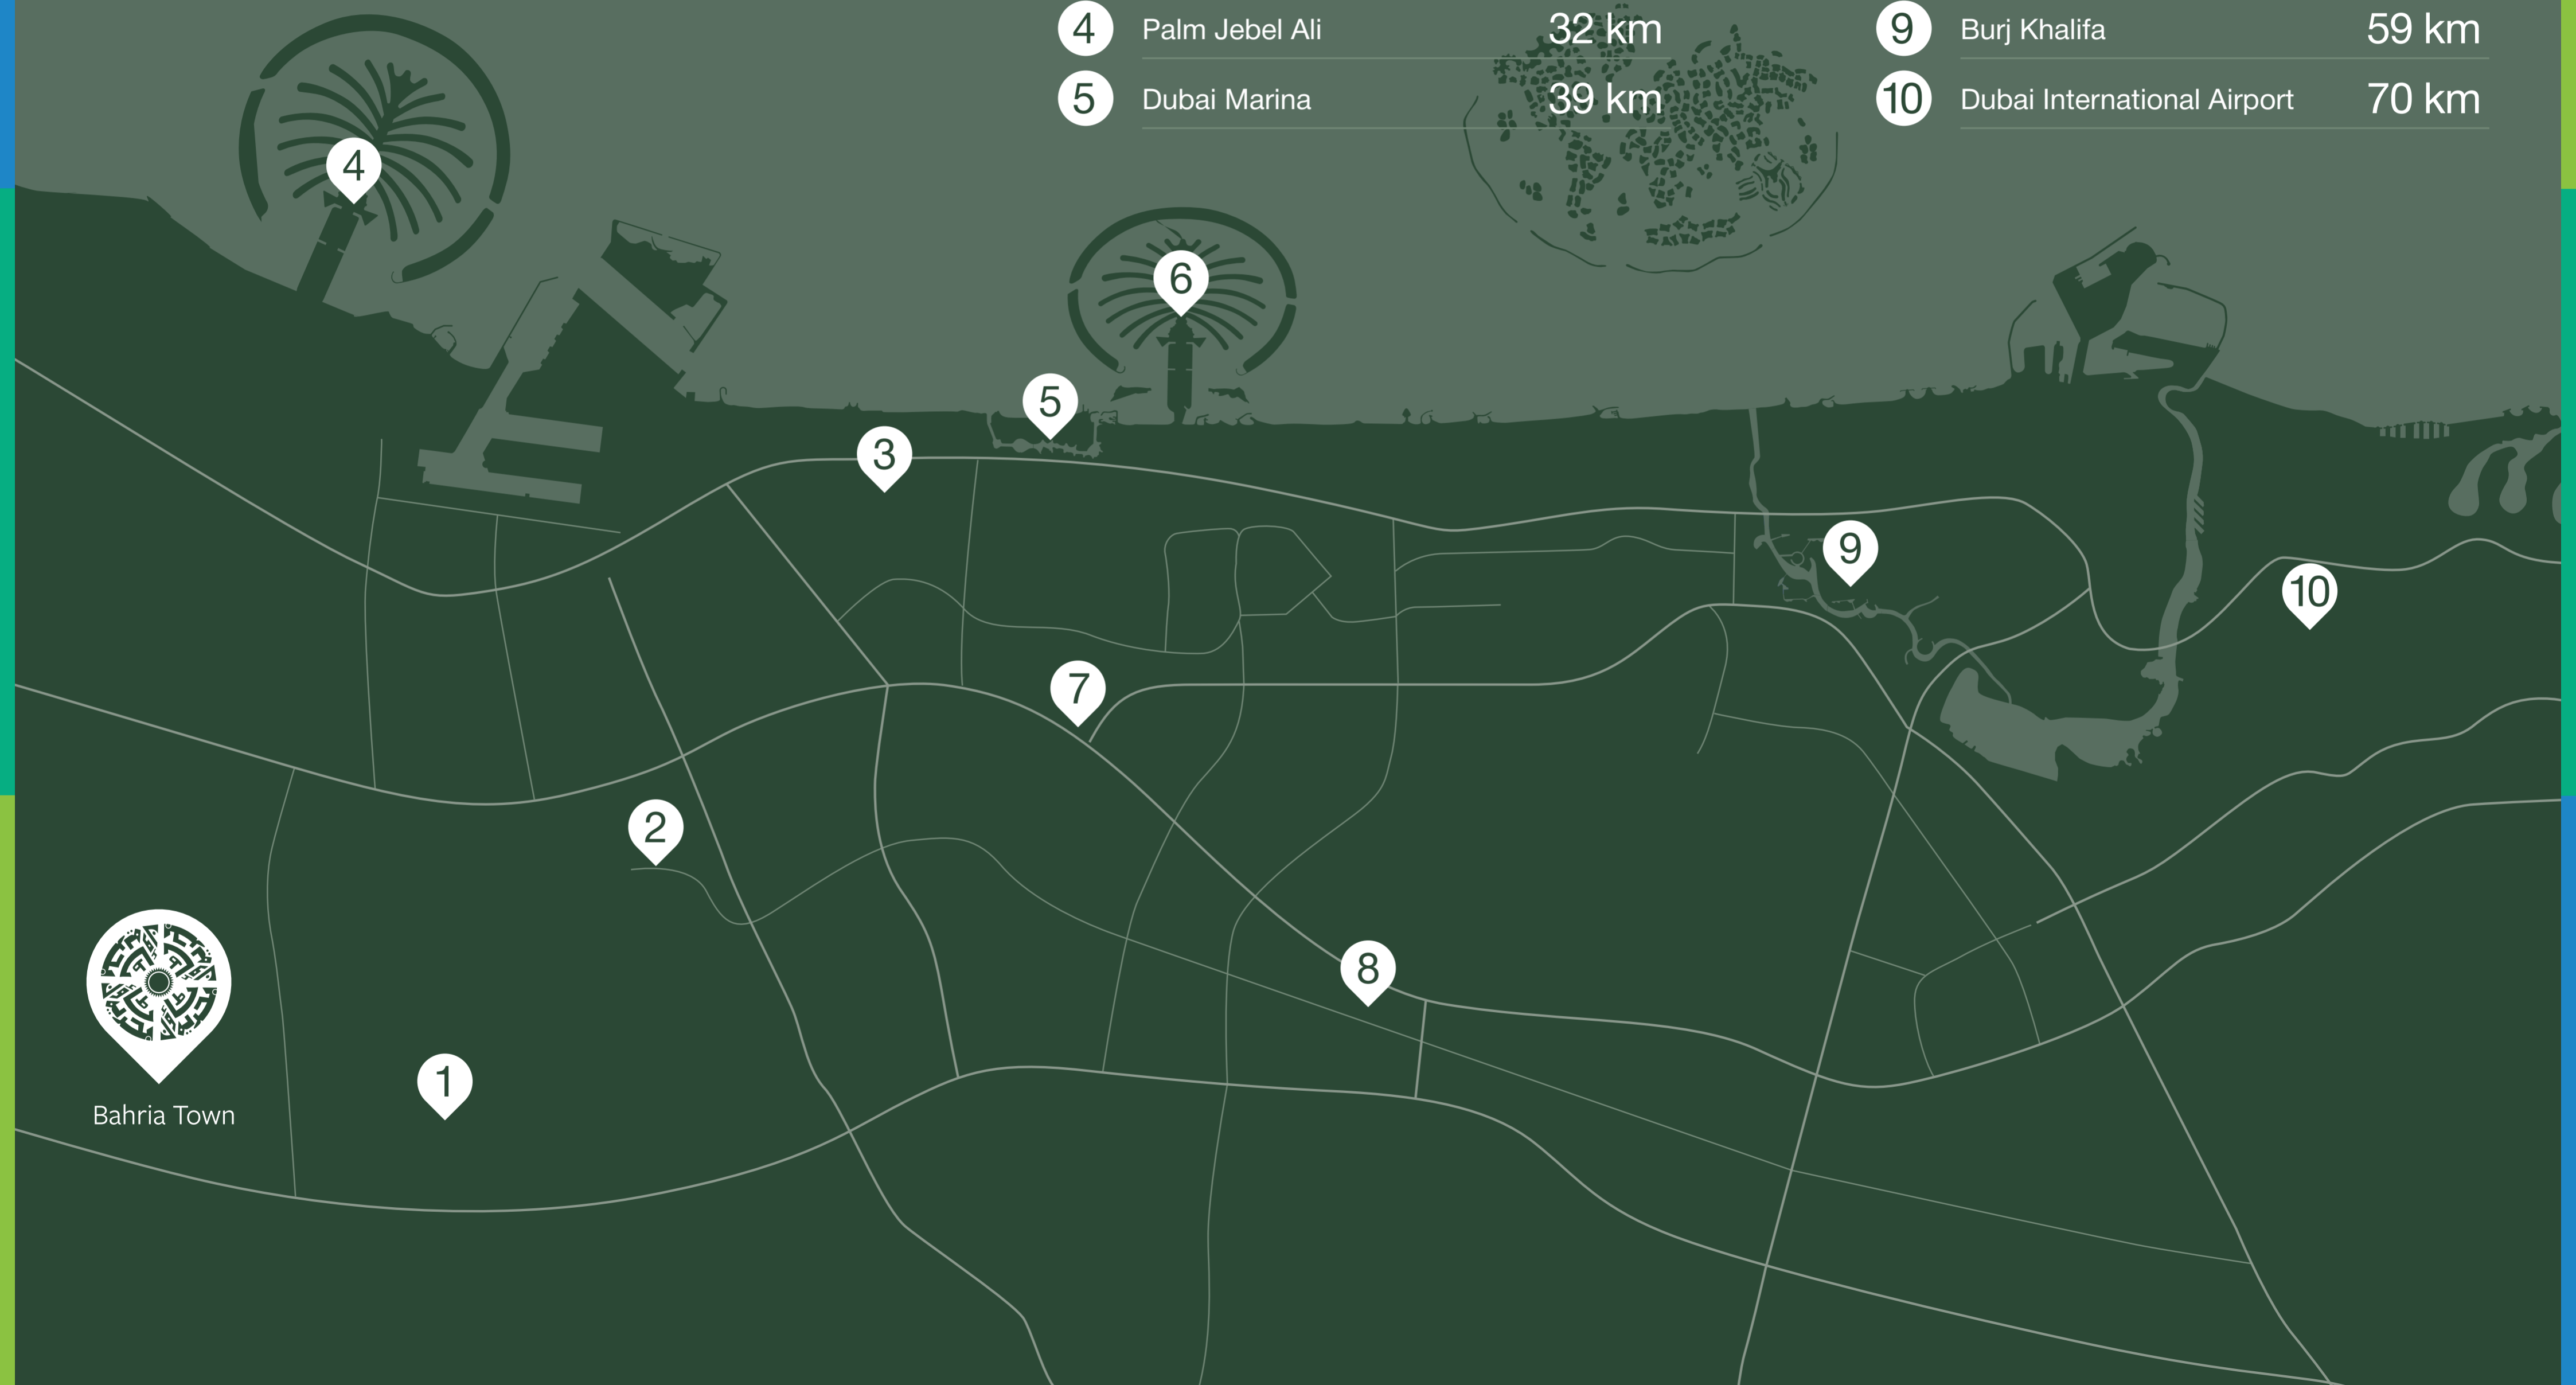 4 Palm Jebel Ali 32 km
5 Dubai Marina 39 km
9 Burj Khalifa 59 km
10 Dubai International Airport 70 km
4
6
5
3
9
10
7
2
8
1
Bahria Town